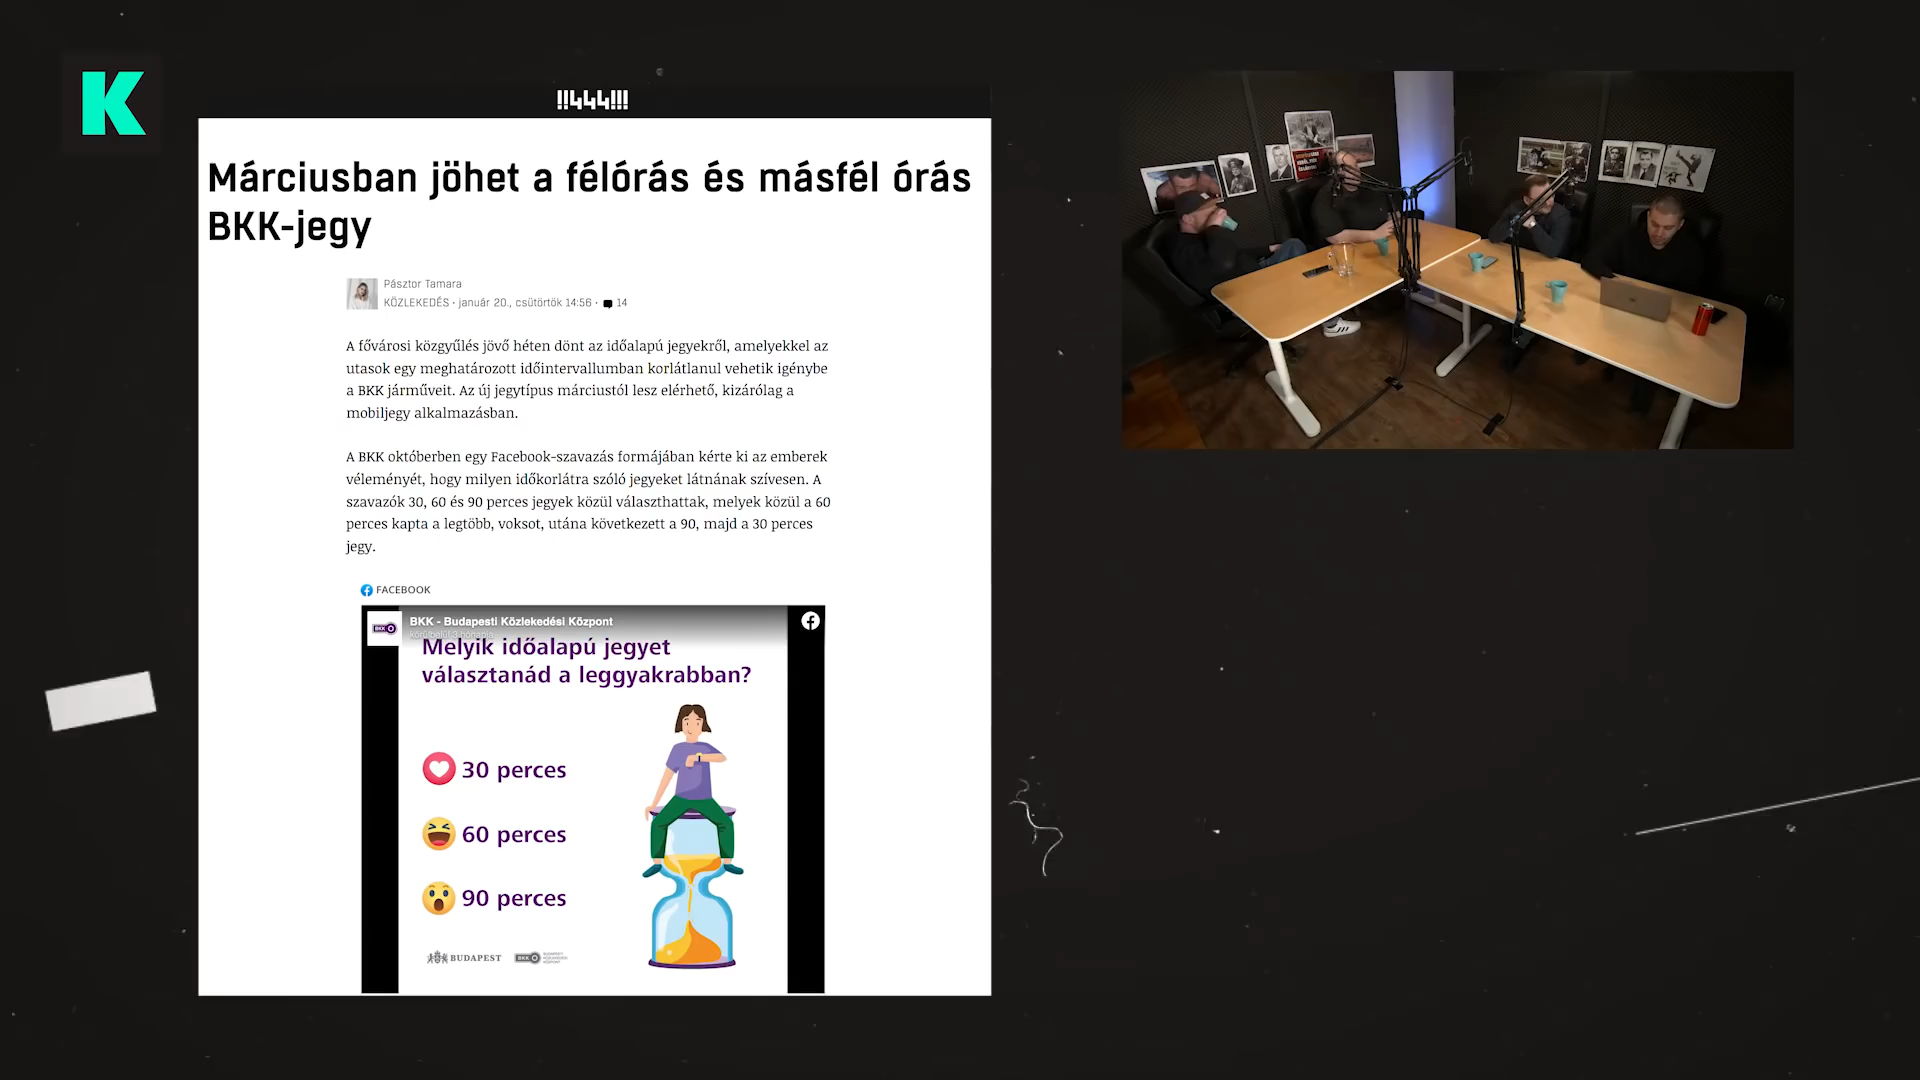 K
!!444!!!
Márciusban jöhet a félórás és másfél órás
BKK-jegy
Pásztor Tamara
KÖZLEKEDÉS · január 20., csütörtök 14:56 · 14
A fővárosi közgyűlés jövő héten dönt az időalapú jegyekről, amelyekkel az
utasok egy meghatározott időintervallumban korlátlanul vehetik igénybe
a BKK járműveit. Az új jegytípus márciustól lesz elérhető, kizárólag a
mobiljegy alkalmazásban.
A BKK októberben egy Facebook-szavazás formájában kérte ki az emberek
véleményét, hogy milyen időkorlátra szóló jegyeket látnának szívesen. A
szavazók 30, 60 és 90 perces jegyek közül választhattak, melyek közül a 60
perces kapta a legtöbb, voksot, utána következett a 90, majd a 30 perces
jegy.
FACEBOOK
BKK
BKK - Budapesti Közlekedési Központ
Melyik időalapú jegyet
választanád a leggyakrabban?
30 perces
60 perces
90 perces
BUDAPEST
BKK